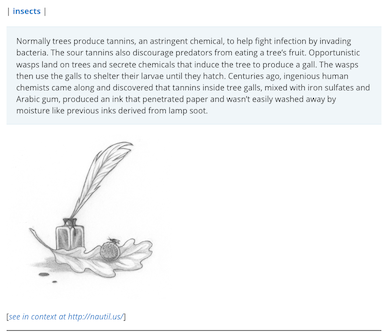 | insects |
Normally trees produce tannins, an astringent chemical, to help fight infection by invading
bacteria. The sour tannins also discourage predators from eating a tree's fruit. Opportunistic
wasps land on trees and secrete chemicals that induce the tree to produce a gall. The wasps
then use the galls to shelter their larvae until they hatch. Centuries ago, ingenious human
chemists came along and discovered that tannins inside tree galls, mixed with iron sulfates and
Arabic gum, produced an ink that penetrated paper and wasn't easily washed away by
moisture like previous inks derived from lamp soot.
[see in context at http://nautil.us/]